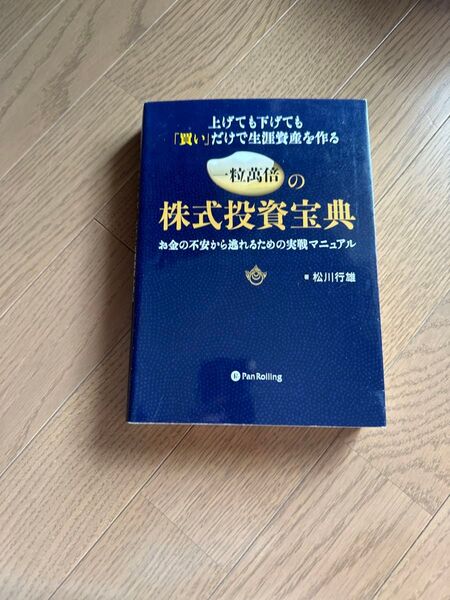 上げても下げても
「買い」だけで生涯資産を作る
一粒萬倍の
株式投資宝典
お金の不安から逃れるための実戦マニュアル
著 松川行雄
PanRolling